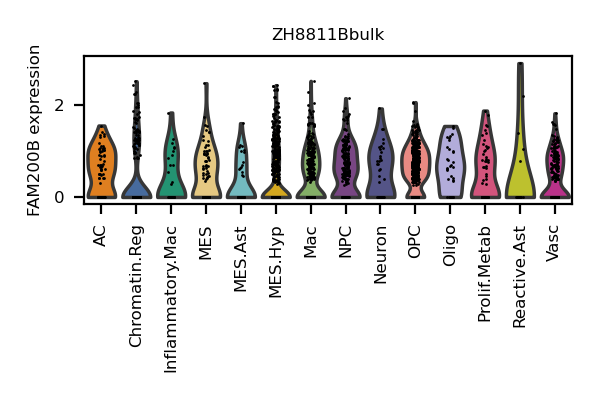 ZH8811Bbulk
FAM200B expression
2
0
AC
Chromatin.Reg
Inflammatory.Mac
MES
MES.Ast
MES.Hyp
Mac
NPC
Neuron
OPC
Oligo
Prolif.Metab
Reactive.Ast
Vasc